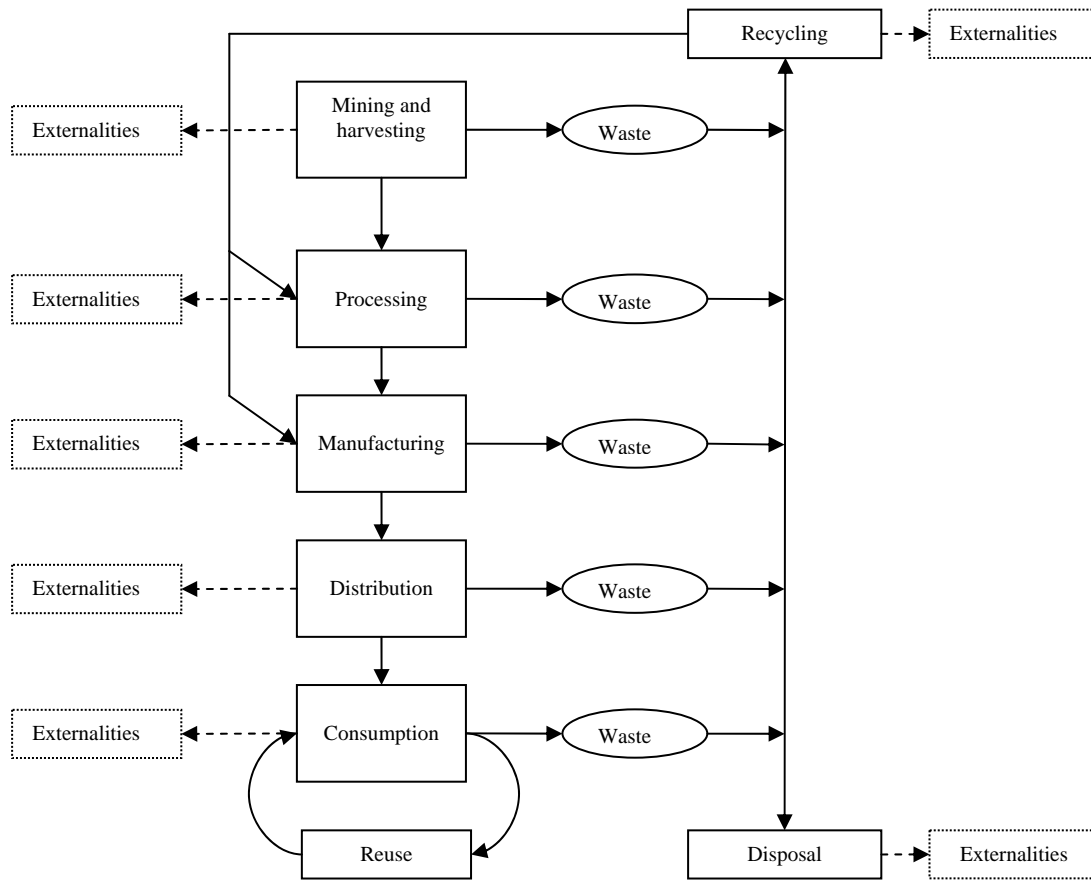 Recycling
Externalities
Mining and
harvesting
Externalities
Waste
Externalities
Processing
Waste
Externalities
Manufacturing
Waste
Externalities
Distribution
Waste
Externalities
Consumption
Waste
Reuse
Disposal
Externalities